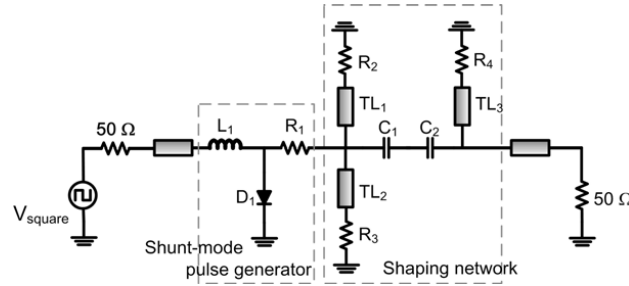 R₂
R₄
TL₁
TL₃
50 Ω
L₁
R₁
C₁
C₂
D₁
TL₂
50 Ω
V_square
Shunt-mode
pulse generator
R₃
Shaping network